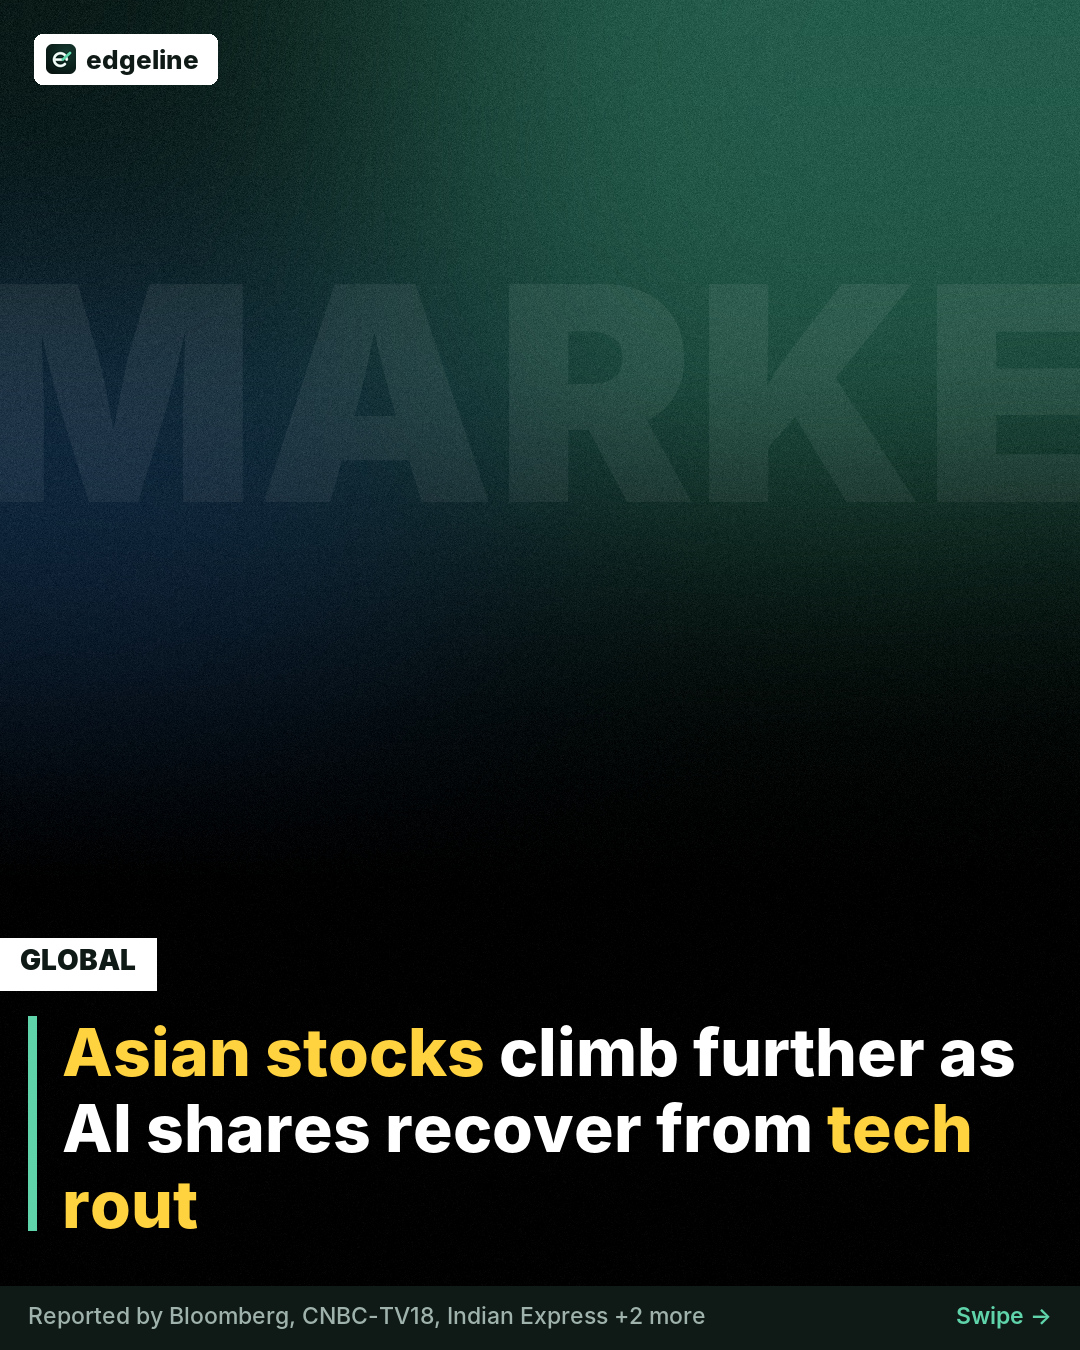 edgeline
MARKE
GLOBAL
Asian stocks climb further as
AI shares recover from tech
rout
Reported by Bloomberg, CNBC-TV18, Indian Express +2 more
Swipe →